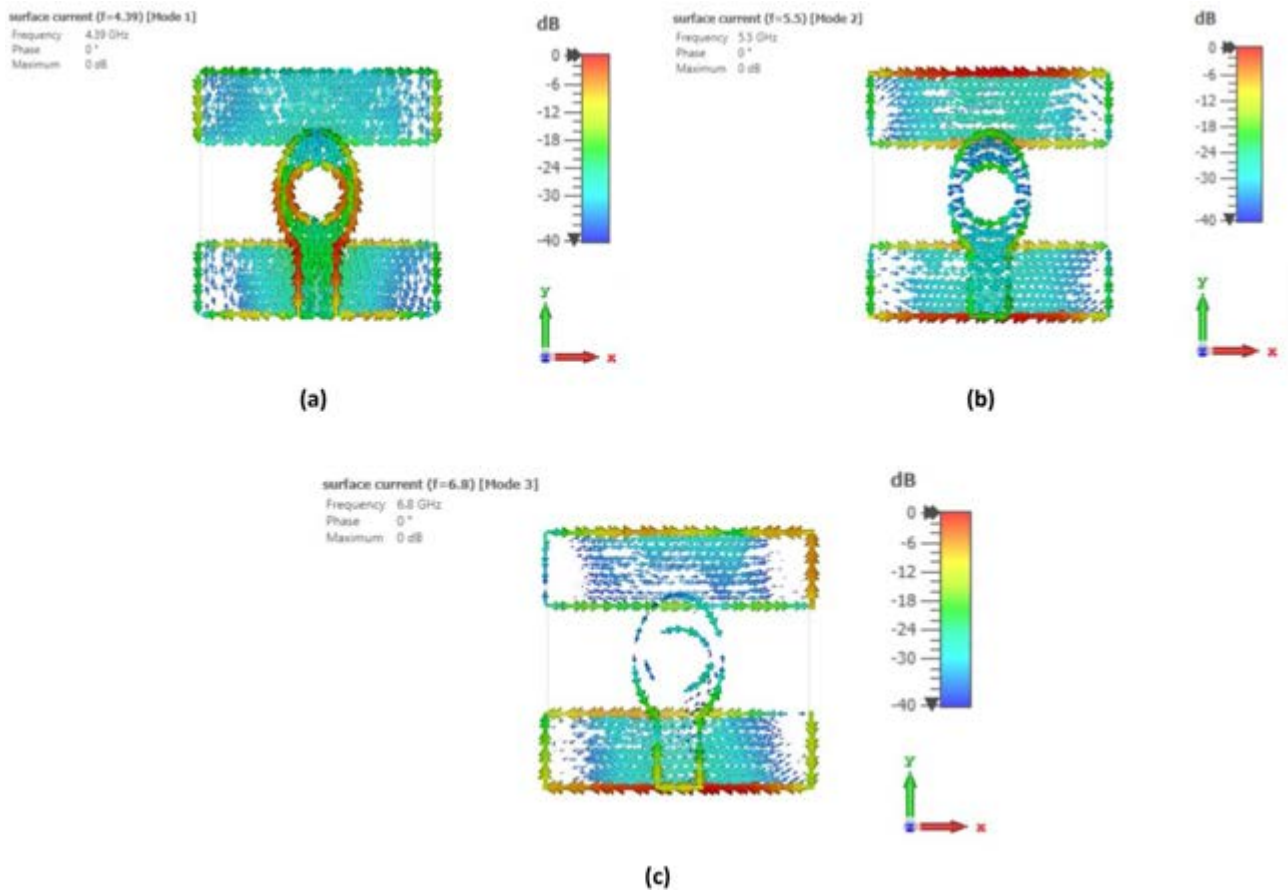 surface current (f=4.39) [Mode 1]
Frequency 4.39 GHz
Phase 0 °
Maximum 0 dB
dB
0
-6
-12
-18
-24
-30
-40
y
x
(a)
surface current (f=5.5) [Mode 2]
Frequency 5.5 GHz
Phase 0 °
Maximum 0 dB
dB
0
-6
-12
-18
-24
-30
-40
y
x
(b)
surface current (f=6.8) [Mode 3]
Frequency 6.8 GHz
Phase 0 °
Maximum 0 dB
dB
0
-6
-12
-18
-24
-30
-40
y
x
(c)